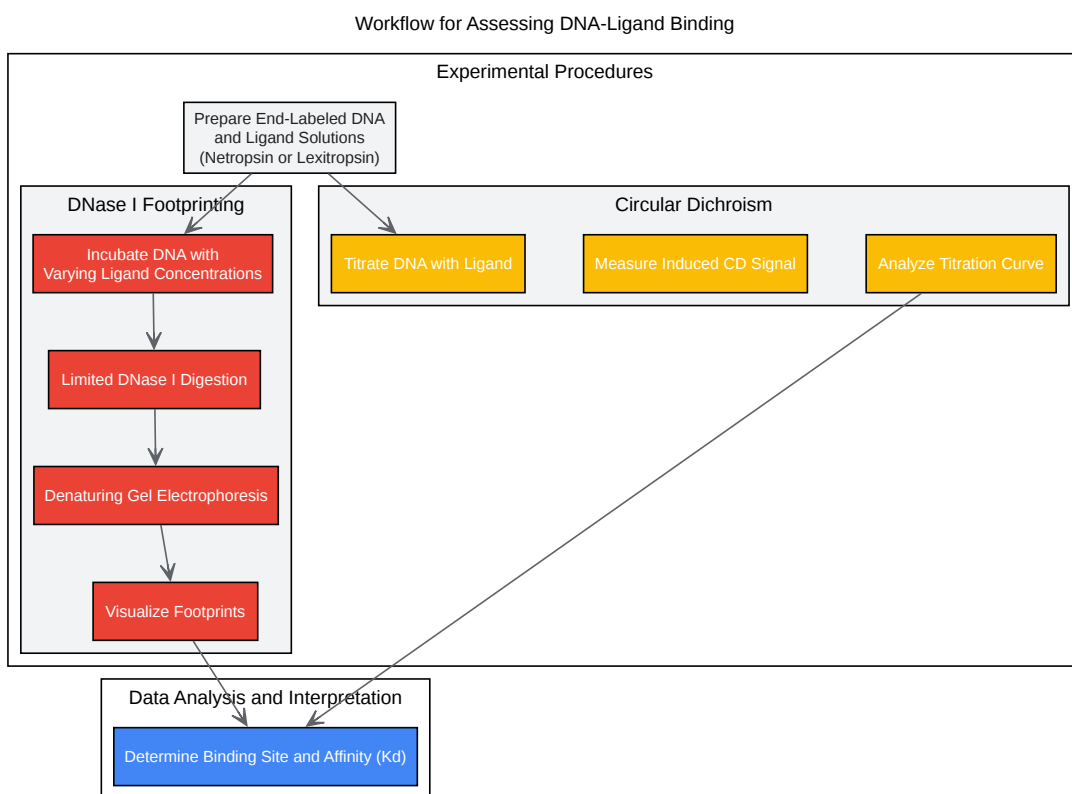 Workflow for Assessing DNA-Ligand Binding
Experimental Procedures
Prepare End-Labeled DNA
and Ligand Solutions
(Netropsin or Lexitropsin)
DNase I Footprinting
Incubate DNA with
Varying Ligand Concentrations
Limited DNase I Digestion
Denaturing Gel Electrophoresis
Visualize Footprints
Circular Dichroism
Titrate DNA with Ligand
Measure Induced CD Signal
Analyze Titration Curve
Data Analysis and Interpretation
Determine Binding Site and Affinity (Kd)